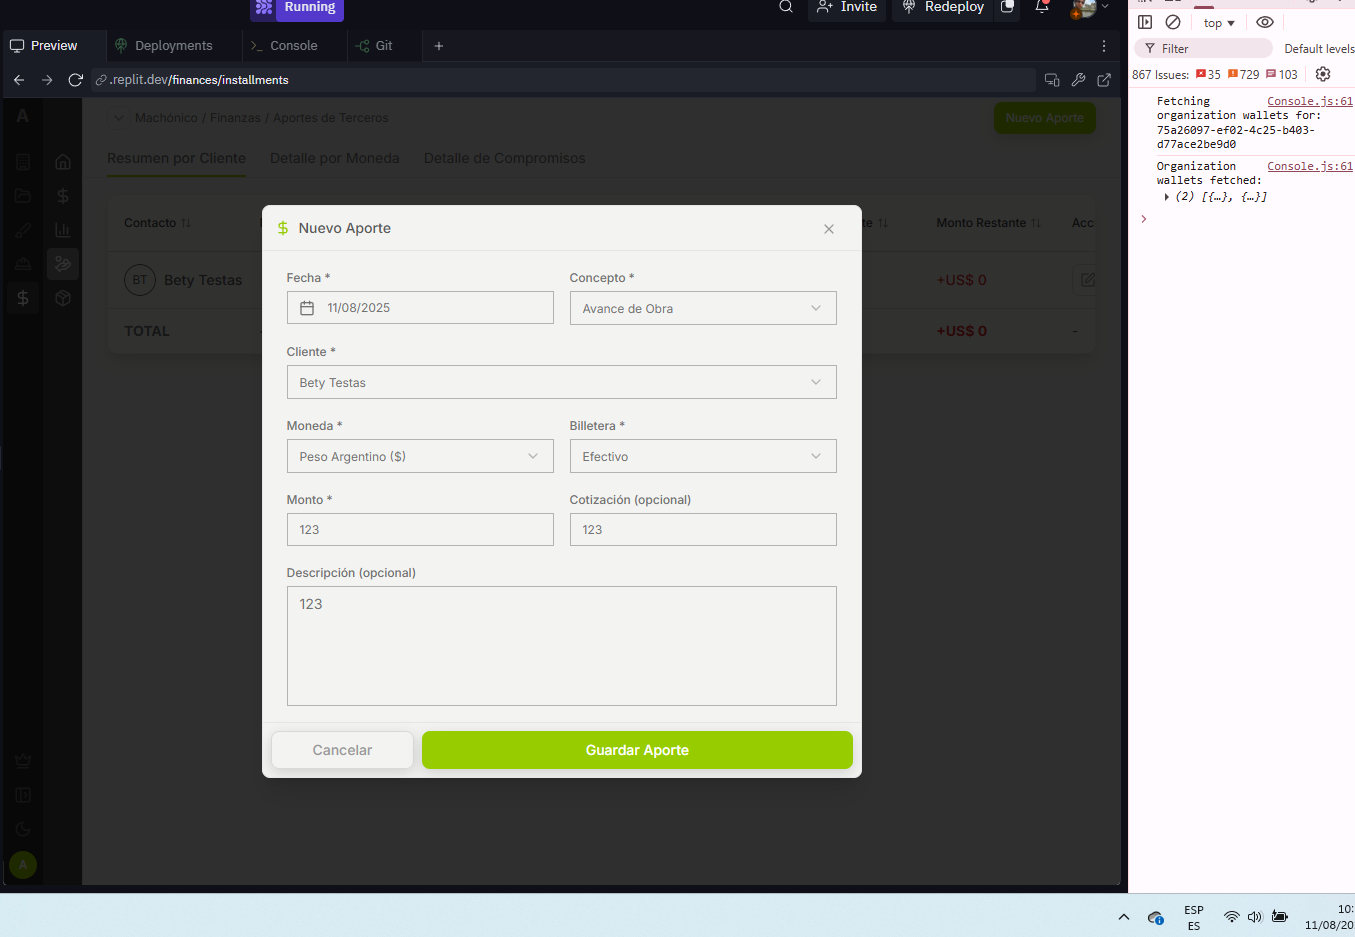 Running
Invite
Redeploy
Preview
Deployments
Console
Git
.replit.dev/finances/installments
A
Machónico / Finanzas / Aportes de Terceros
Nuevo Aporte
Resumen por Cliente
Detalle por Moneda
Detalle de Compromisos
Contacto
te
Monto Restante
Acc
BT
Bety Testas
+US$ 0
TOTAL
-
+US$ 0
-
$ Nuevo Aporte
Fecha *
Concepto *
11/08/2025
Avance de Obra
Cliente *
Bety Testas
Moneda *
Billetera *
Peso Argentino ($)
Efectivo
Monto *
Cotización (opcional)
123
123
Descripción (opcional)
123
Cancelar
Guardar Aporte
A
top
Filter
Default levels
867 Issues: 35 729 103
Fetching Console.js:61
organization wallets for:
75a26097-ef02-4c25-b403-
d77ace2be9d0
Organization Console.js:61
wallets fetched:
(2) [{…}, {…}]
ESP
ES
10:
11/08/20